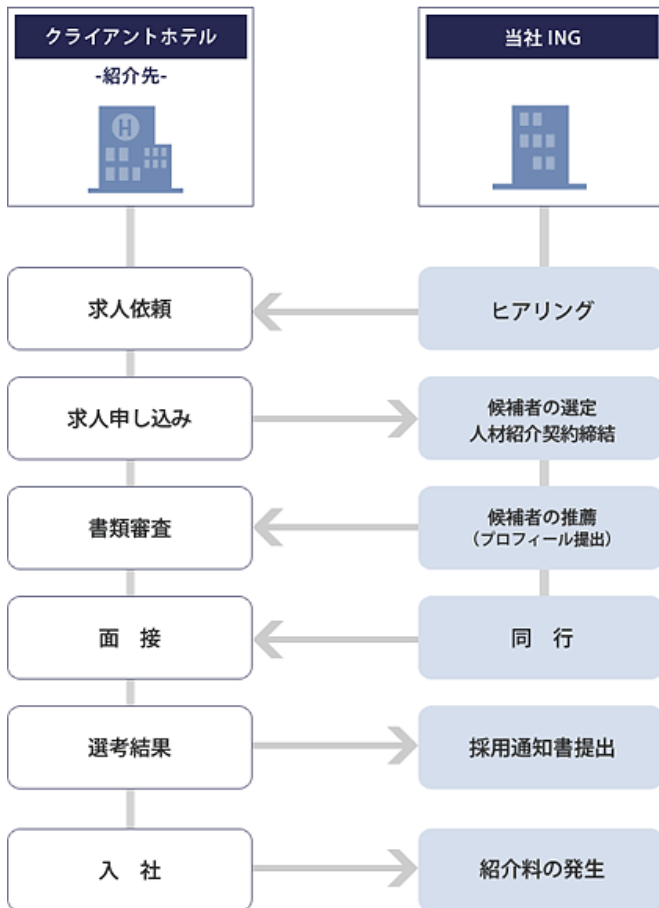 クライアントホテル
-紹介先-
H
当社 ING
求人依頼
ヒアリング
求人申し込み
候補者の選定
人材紹介契約締結
書類審査
候補者の推薦
（プロフィール提出）
面　接
同　行
選考結果
採用通知書提出
入　社
紹介料の発生